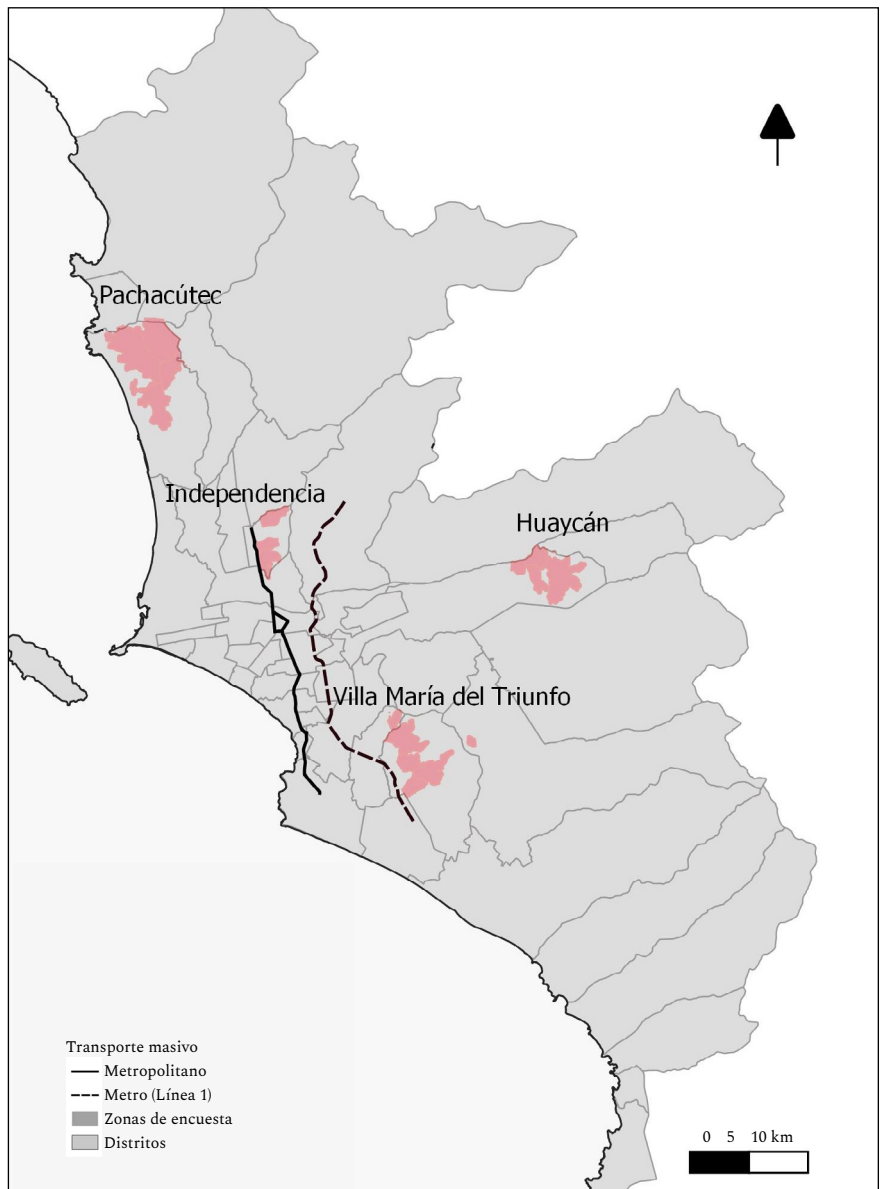 Pachacútec
Independencia
Huaycán
Villa María del Triunfo
Transporte masivo
Metropolitano
Metro (Línea 1)
Zonas de encuesta
Distritos
0 5 10 km